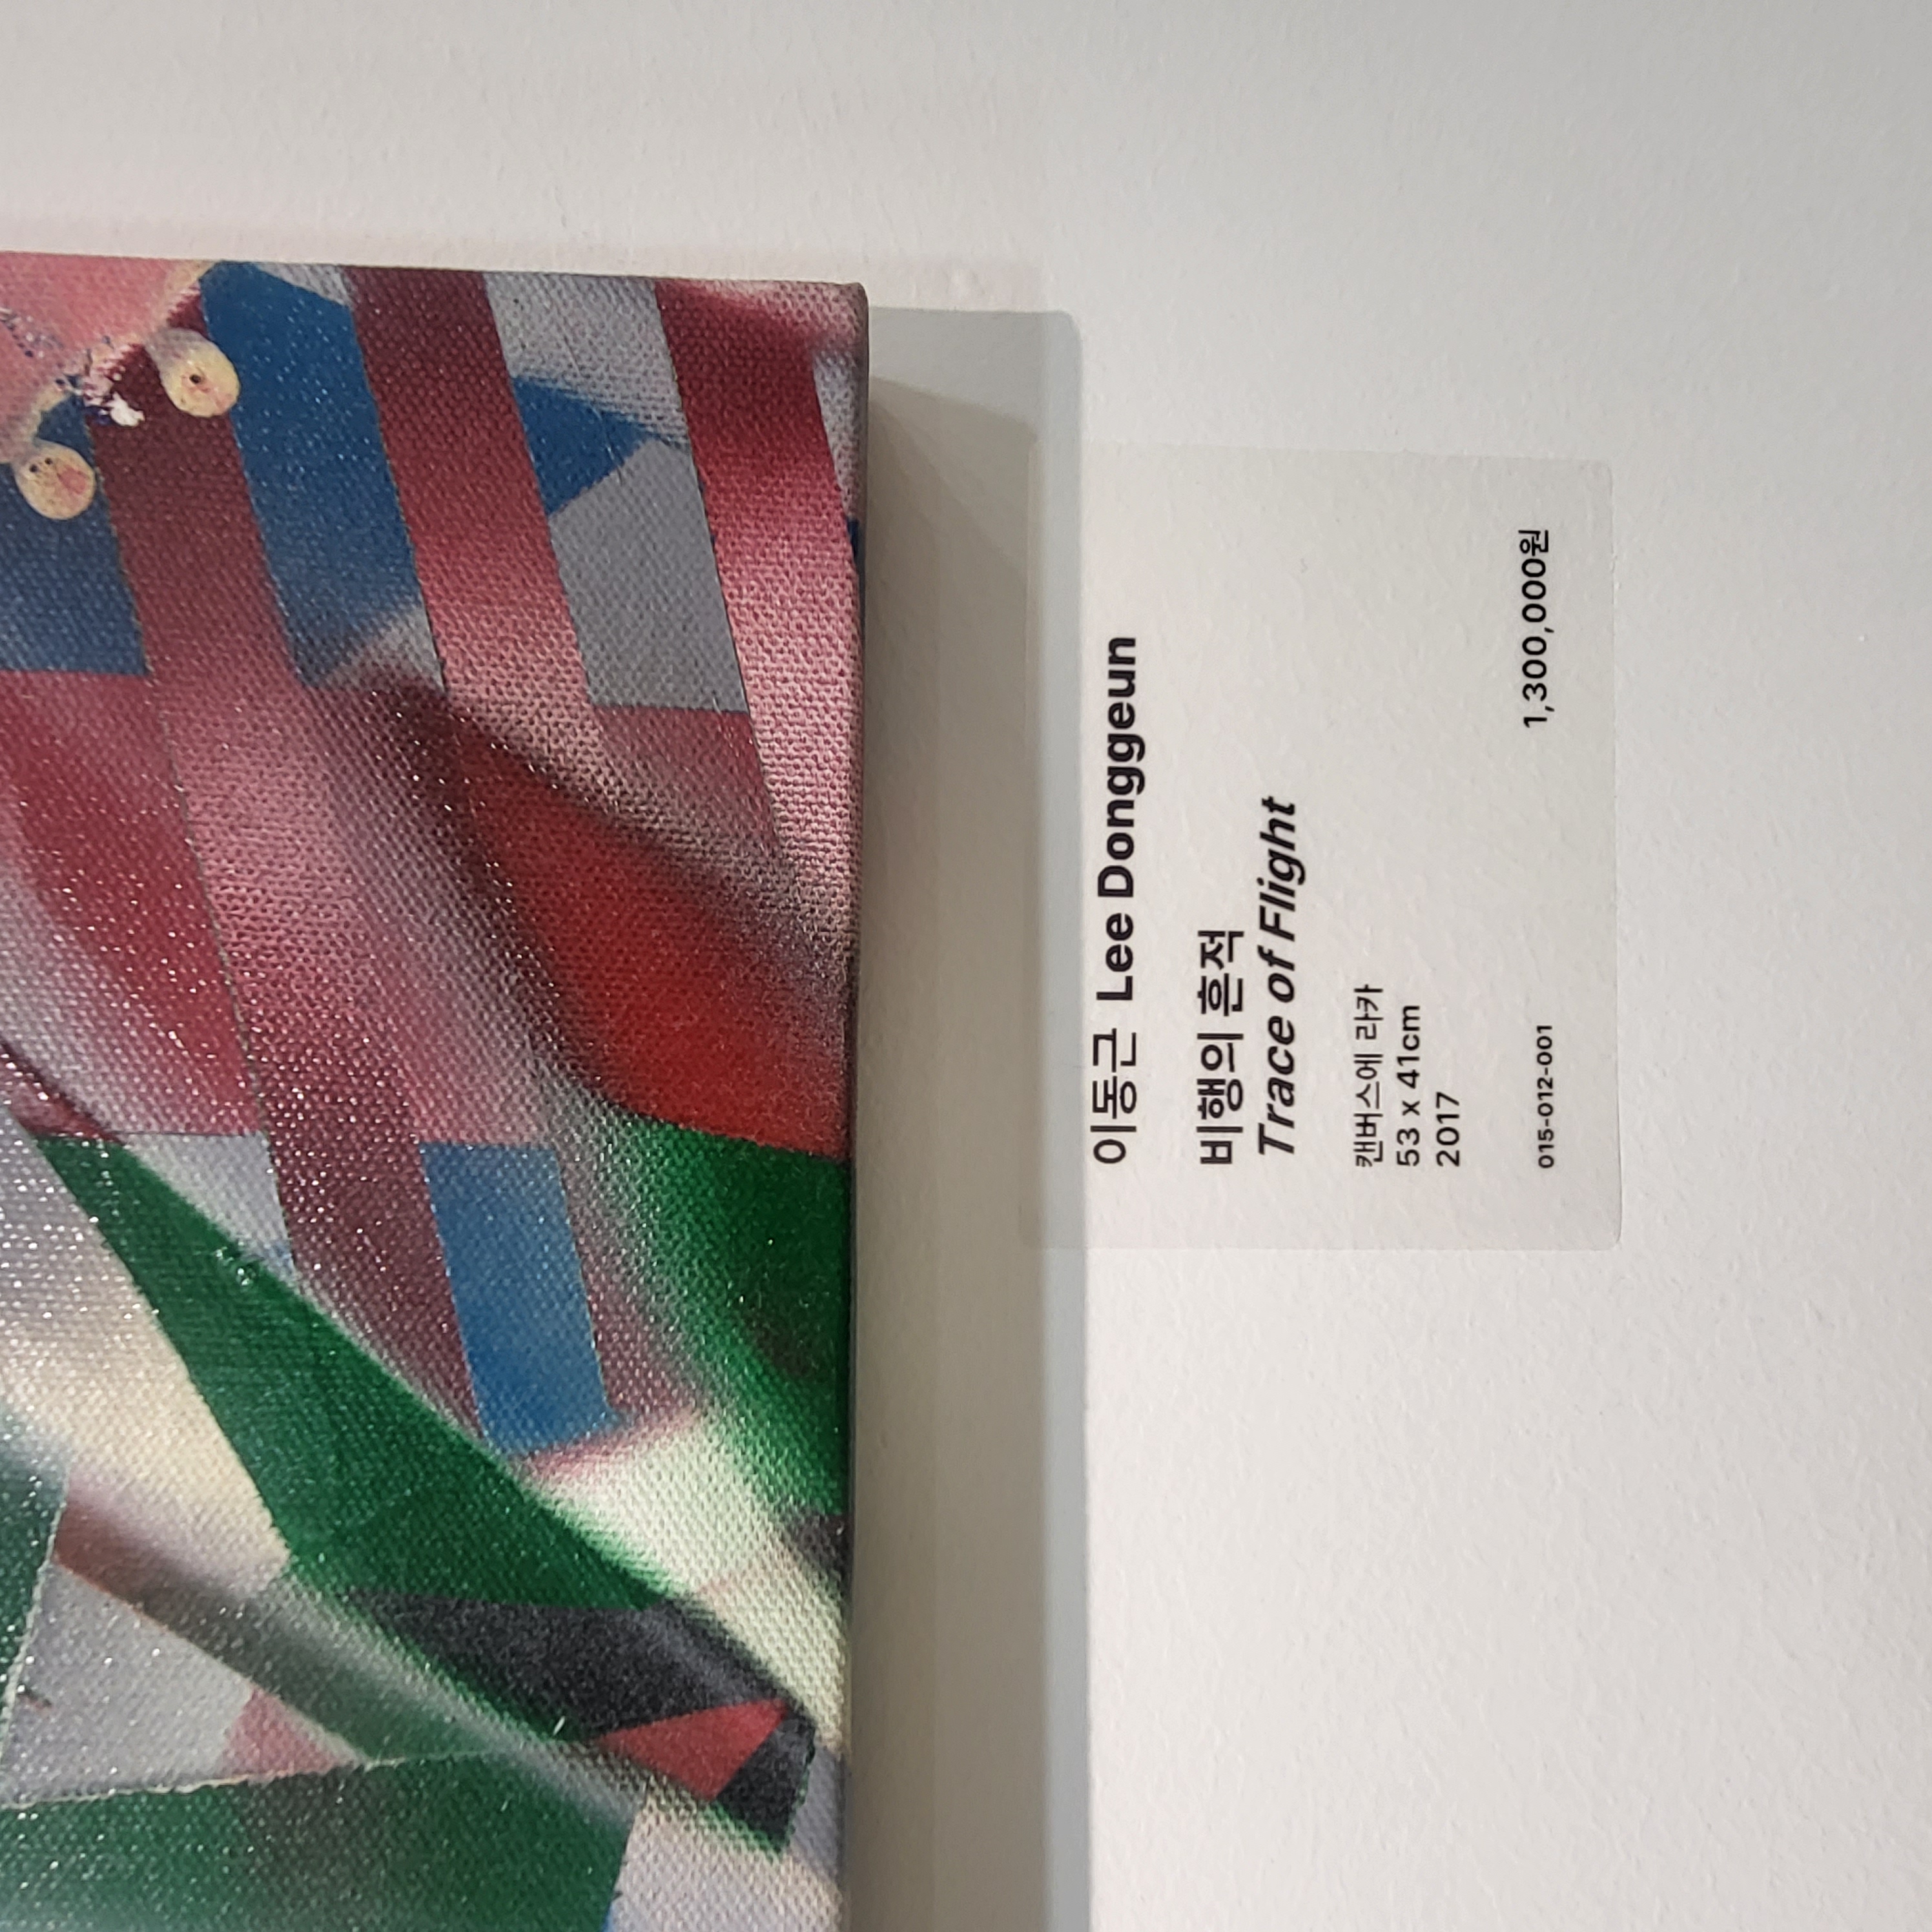 이동근 Lee Donggeun
비행의 흔적
Trace of Flight
캔버스에 라카
53 x 41cm
2017
015-012-001 1,300,000원